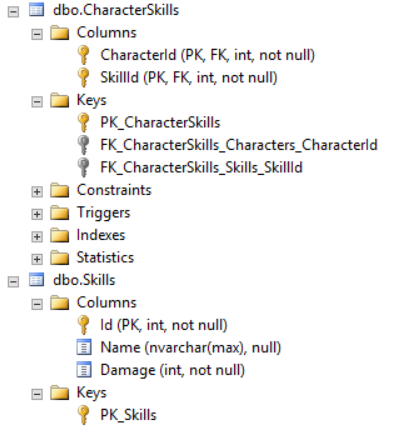 dbo.CharacterSkills
Columns
CharacterId (PK, FK, int, not null)
SkillId (PK, FK, int, not null)
Keys
PK_CharacterSkills
FK_CharacterSkills_Characters_CharacterId
FK_CharacterSkills_Skills_SkillId
Constraints
Triggers
Indexes
Statistics
dbo.Skills
Columns
Id (PK, int, not null)
Name (nvarchar(max), null)
Damage (int, not null)
Keys
PK_Skills